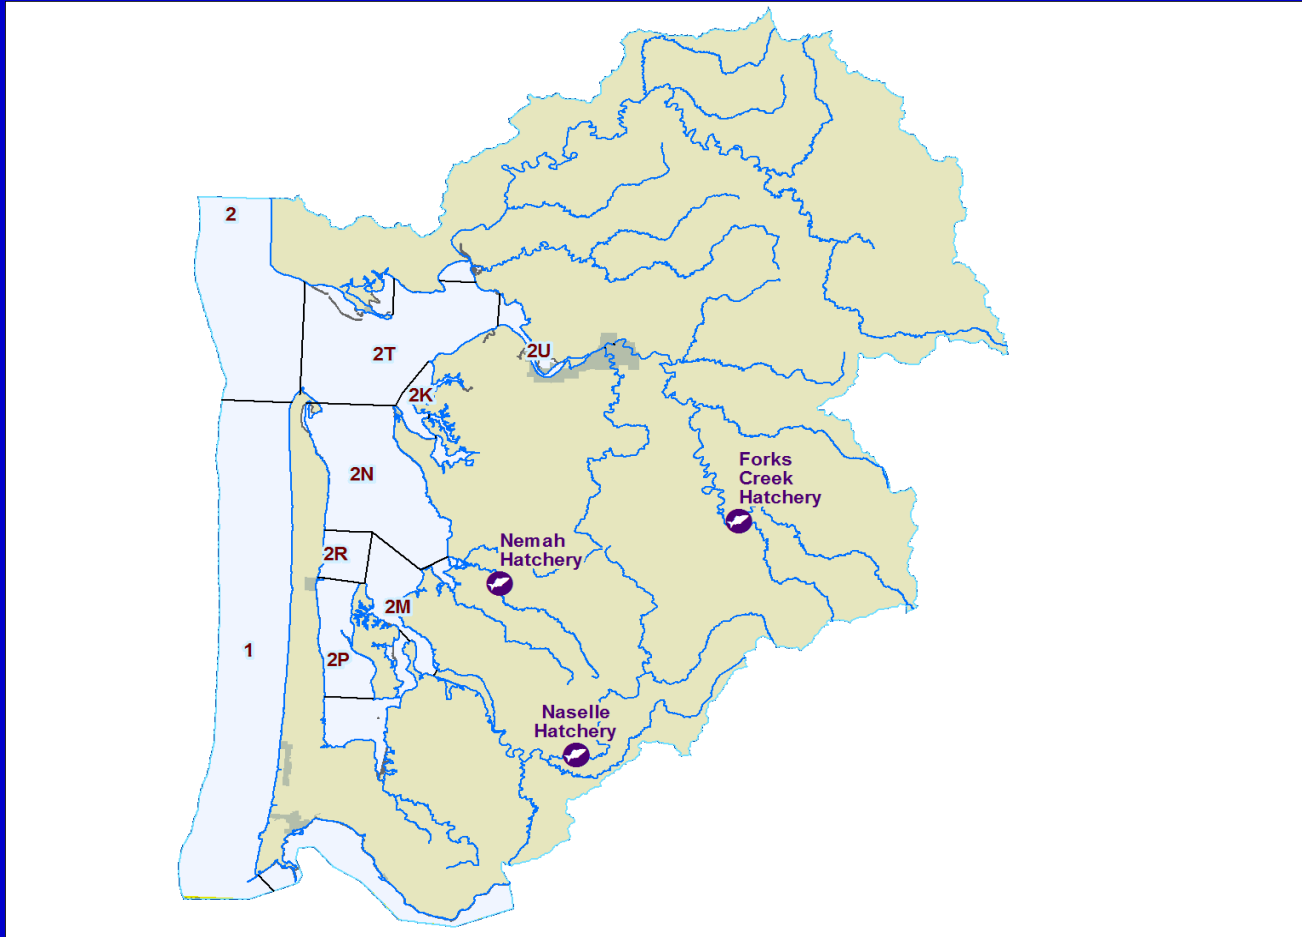 2
2T
2U
2K
Forks
Creek
Hatchery
2N
Nemah
Hatchery
2R
2M
1
2P
Naselle
Hatchery